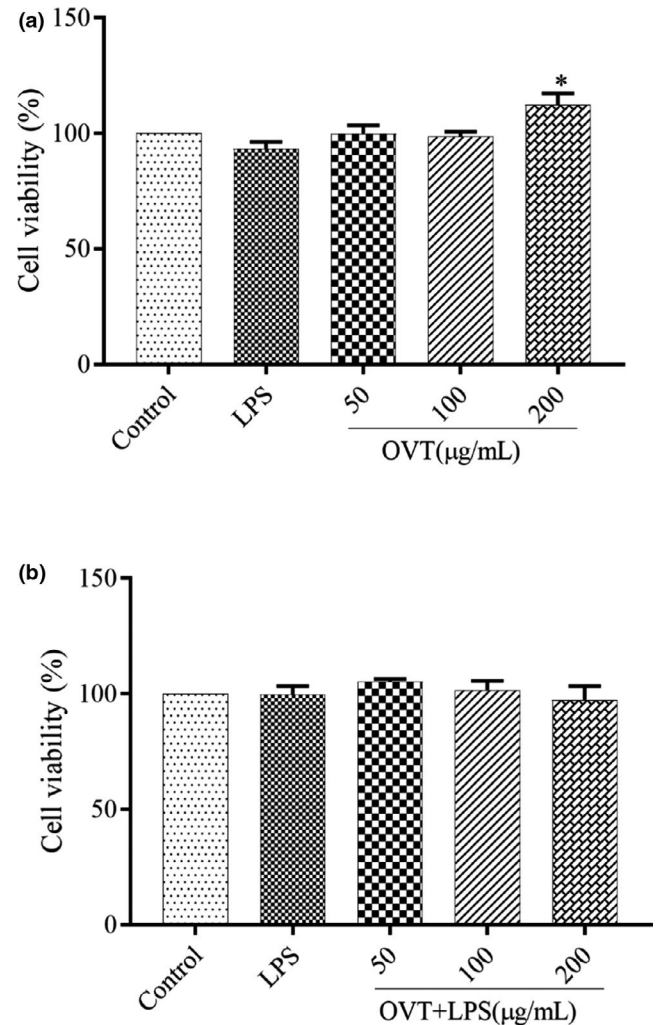 (a)
150
100
50
0
Cell viability (%)
*
Control
LPS
50
100
200
OVT(μg/mL)
(b)
150
100
50
0
Cell viability (%)
Control
LPS
50
100
200
OVT+LPS(μg/mL)